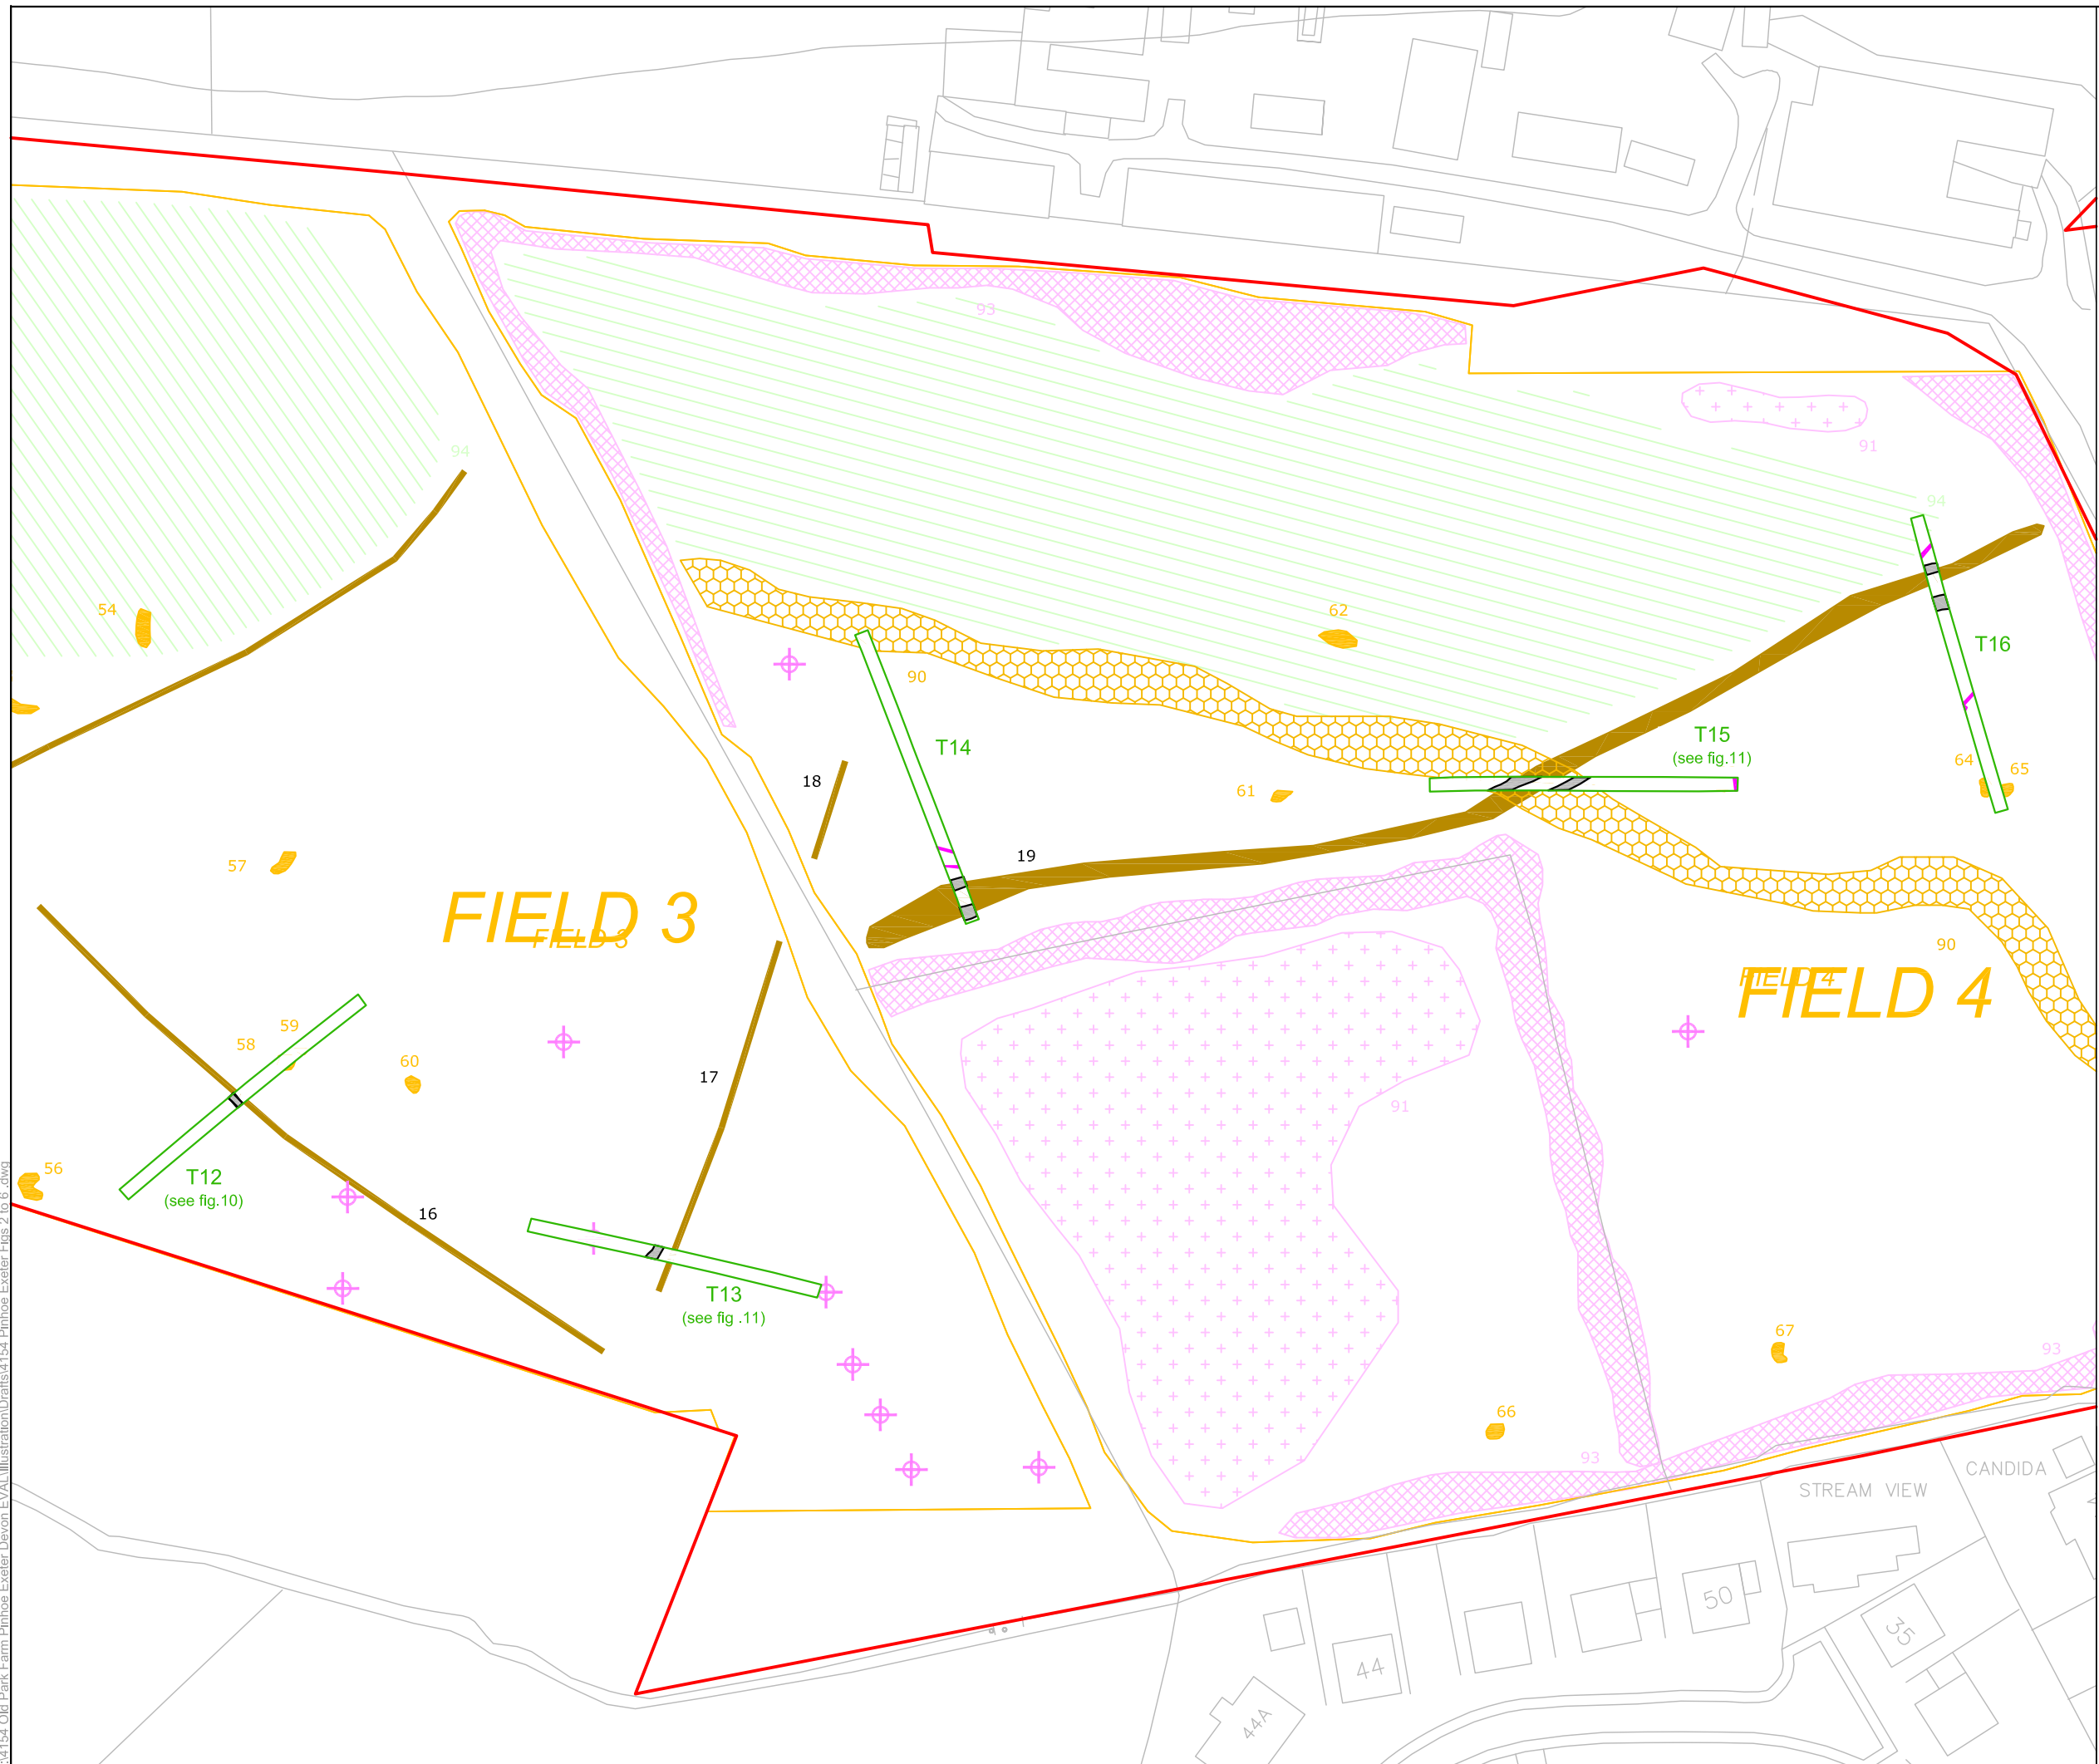 93
91
94
94
54
62
T16
90
T14
T15
(see fig.11)
64
65
18
61
19
57
FIELD 3
FIELD 3
90
FIELD 4
FIELD 4
59
58
60
17
91
56
T12
(see fig.10)
16
T13
(see fig .11)
67
93
66
93
CANDIDA
STREAM VIEW
50
35
44
44A
:\4154 Old Park Farm Pinhoe Exeter Devon EVAL\Illustration\Drafts\4154 Pinhoe Exeter Figs 2 to 6 .dwg